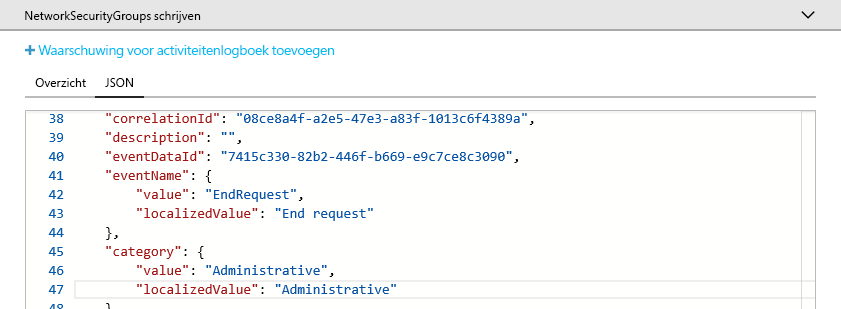 NetworkSecurityGroups schrijven
+ Waarschuwing voor activiteitenlogboek toevoegen
Overzicht JSON
38 "correlationId": "08ce8a4f-a2e5-47e3-a83f-1013c6f4389a",
39 "description": "",
40 "eventDataId": "7415c330-82b2-446f-b669-e9c7ce8c3090",
41 "eventName": {
42 "value": "EndRequest",
43 "localizedValue": "End request"
44 },
45 "category": {
46 "value": "Administrative",
47 "localizedValue": "Administrative"
48 }